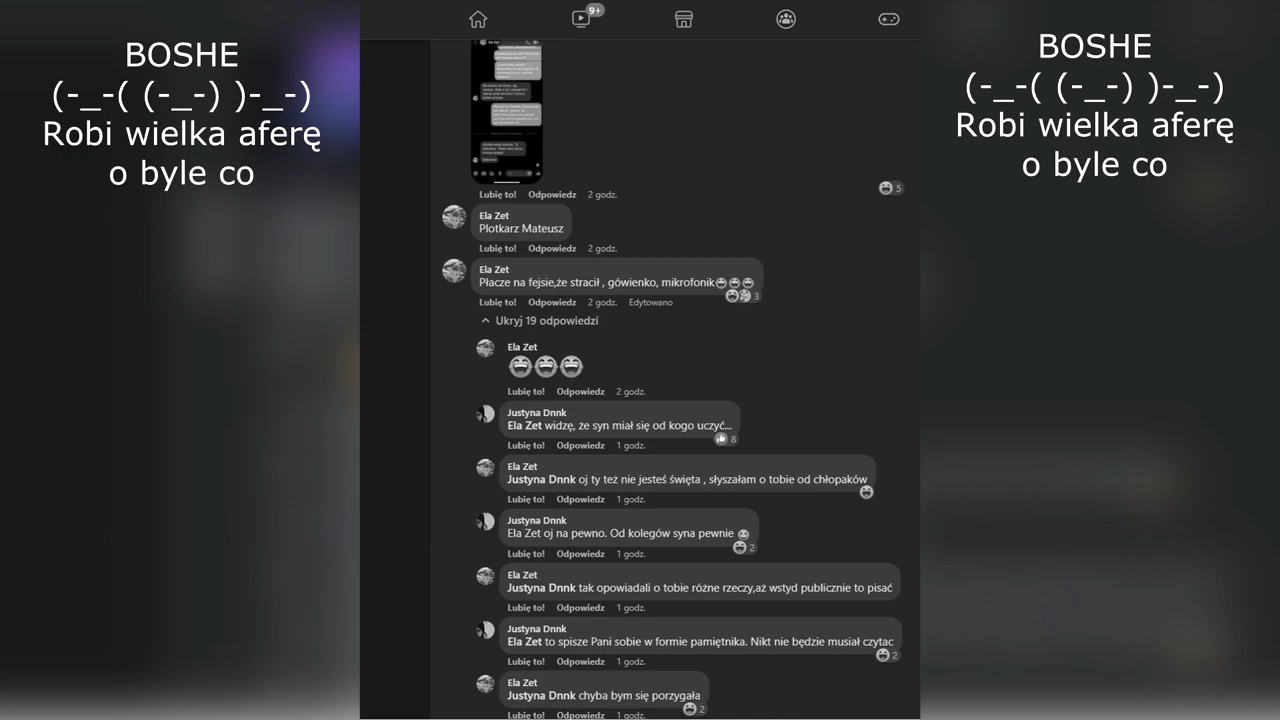 BOSHE
(-_-( (-_-) )-_-)
Robi wielka aferę
o byle co
9+
Lubię to! Odpowiedz 2 godz.
5
Ela Zet
Plotkarz Mateusz
Lubię to! Odpowiedz 2 godz.
Ela Zet
Płacze na fejsie,że stracił , gówienko, mikrofonik😂😂😂
3
Lubię to! Odpowiedz 2 godz. Edytowano
Ukryj 19 odpowiedzi
Ela Zet
😂😂😂
Lubię to! Odpowiedz 2 godz.
Justyna Dnnk
Ela Zet widzę, że syn miał się od kogo uczyć...
8
Lubię to! Odpowiedz 1 godz.
Ela Zet
Justyna Dnnk oj ty też nie jesteś święta , słyszałam o tobie od chłopaków
Lubię to! Odpowiedz 1 godz.
Justyna Dnnk
Ela Zet oj na pewno. Od kolegów syna pewnie
2
Lubię to! Odpowiedz 1 godz.
Ela Zet
Justyna Dnnk tak opowiadali o tobie różne rzeczy,aż wstyd publicznie to pisać
Lubię to! Odpowiedz 1 godz.
Justyna Dnnk
Ela Zet to spisze Pani sobie w formie pamiętnika. Nikt nie będzie musiał czytac
2
Lubię to! Odpowiedz 1 godz.
Ela Zet
Justyna Dnnk chyba bym się porzygała
2
Lubię to! Odpowiedz 1 godz.
BOSHE
(-_-( (-_-) )-_-)
Robi wielka aferę
o byle co